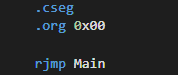 .cseg
.org 0x00
rjmp Main